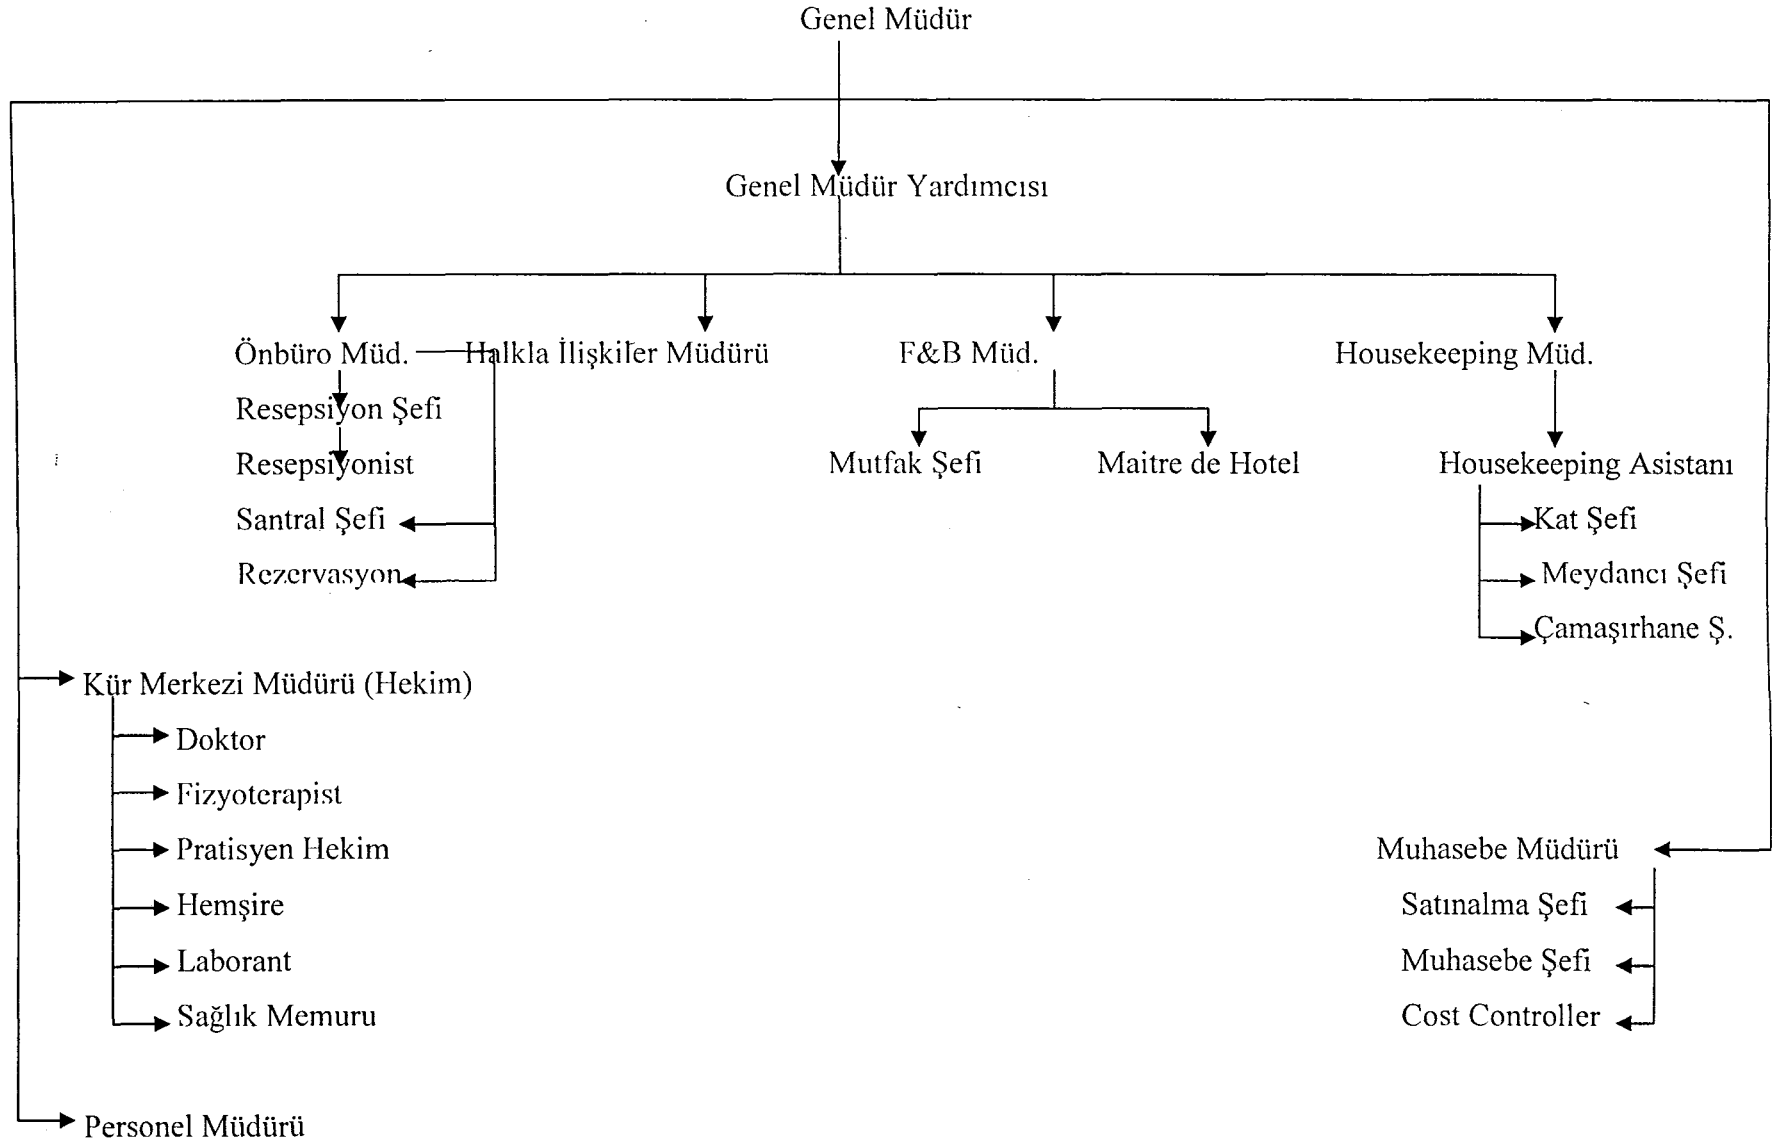 Genel Müdür
Genel Müdür Yardımcısı
Önbüro Müd. Halkla İlişkiler Müdürü F&B Müd. Housekeeping Müd.
Resepsiyon Şefi
Resepsiyonist Mutfak Şefi Maitre de Hotel Housekeeping Asistanı
Santral Şefi Kat Şefi
Rezervasyon Meydancı Şefi
Çamaşırhane Ş.
Kür Merkezi Müdürü (Hekim)
Doktor
Fizyoterapist
Pratisyen Hekim Muhasebe Müdürü
Hemşire Satınalma Şefi
Laborant Muhasebe Şefi
Sağlık Memuru Cost Controller
Personel Müdürü